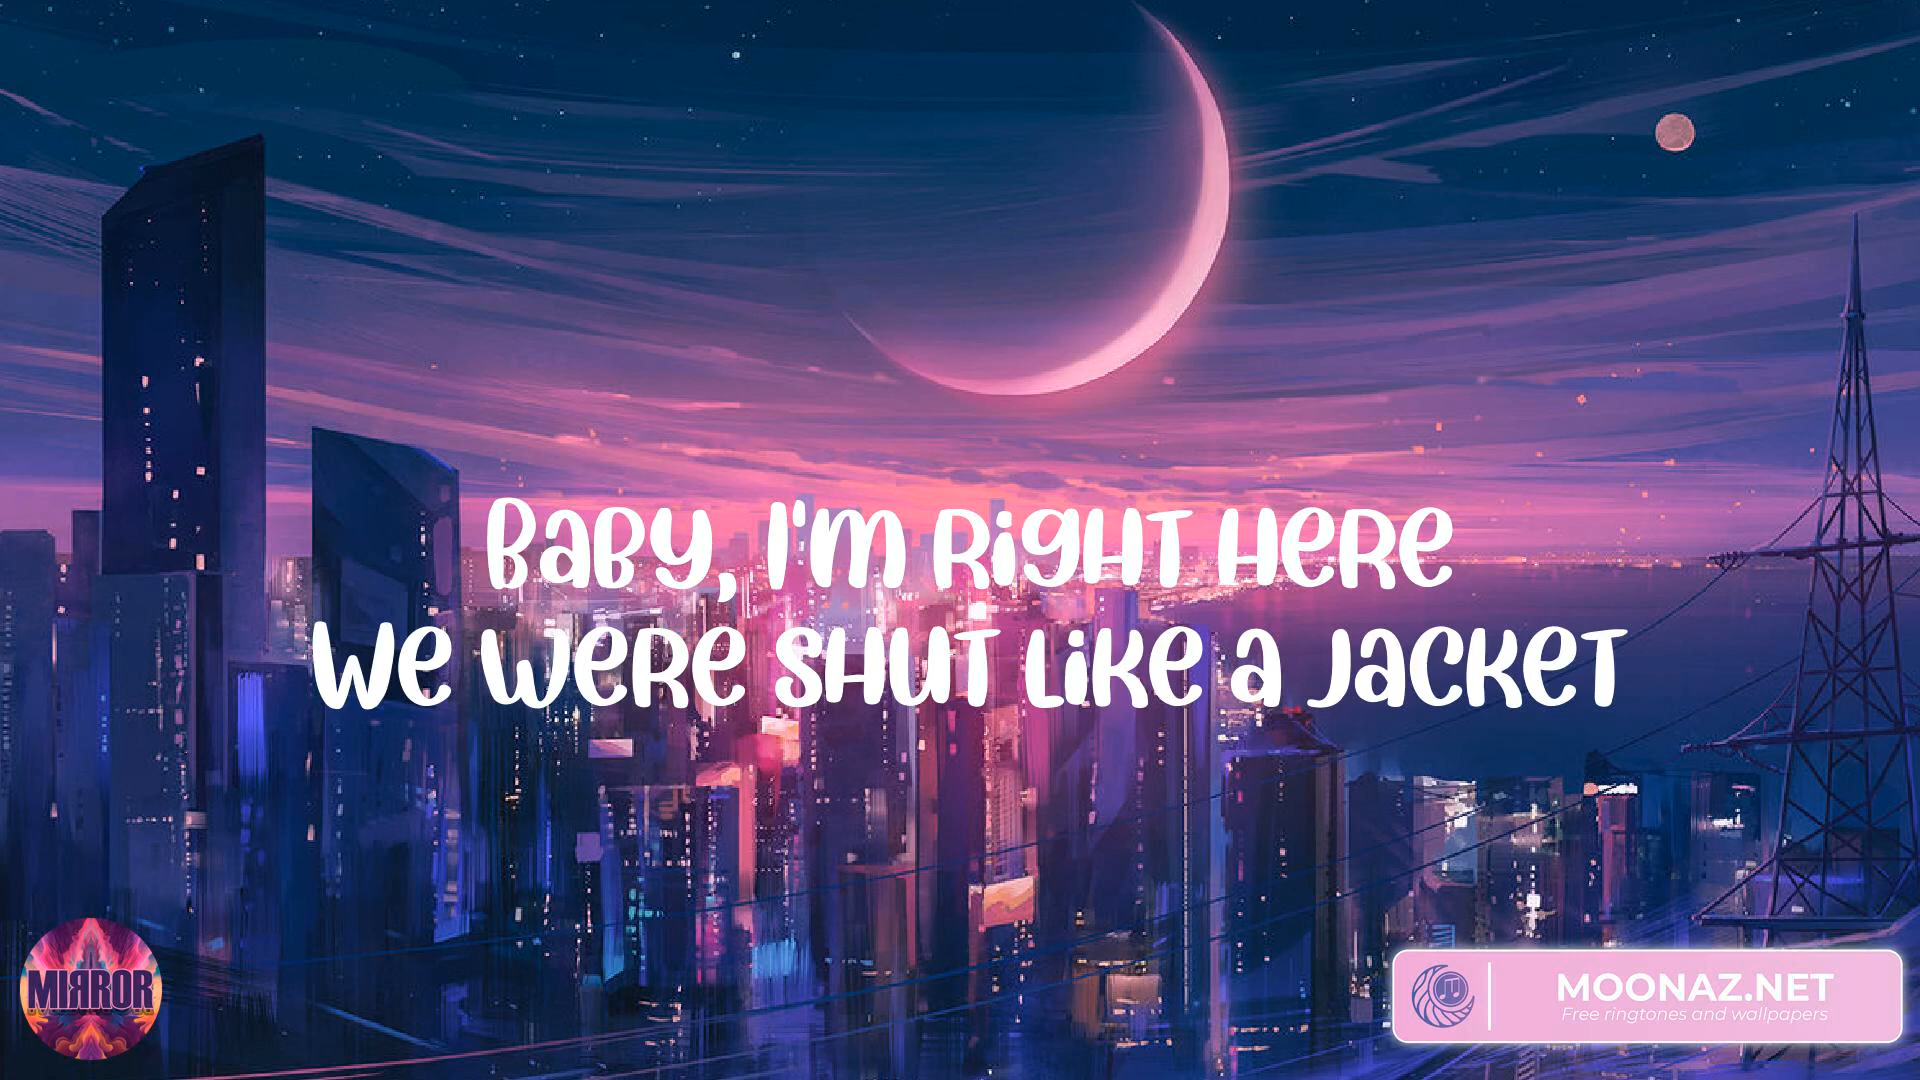 Baby, I'm right here
We were shut like a jacket
MIRROR
MOONAZ.NET
Free ringtones and wallpapers